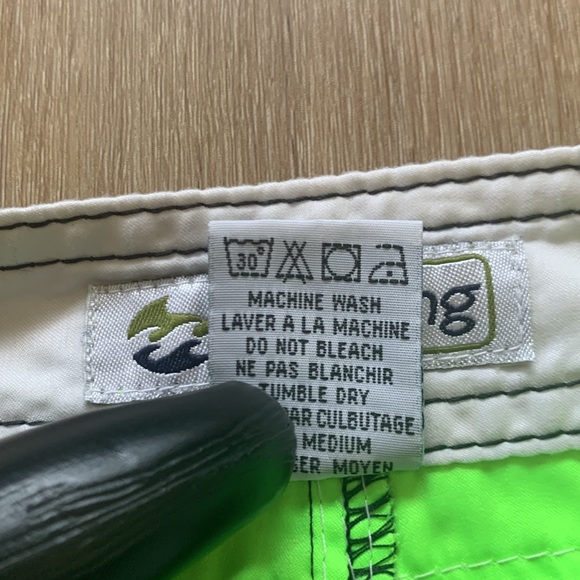 30°
MACHINE WASH
LAVER A LA MACHINE
DO NOT BLEACH
NE PAS BLANCHIR
TUMBLE DRY
CULBUTAGE
MEDIUM
MOYEN